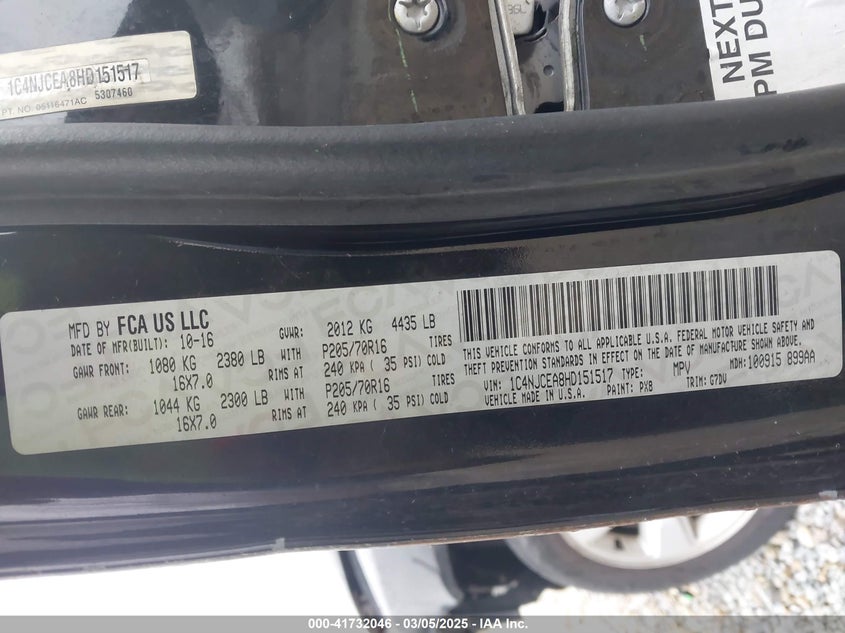 1C4NJCEA8HD151517
PT. NO. 05116471AC 5307460
NEXT
PM DU
MFD BY FCA US LLC
DATE OF MFR(BUILT): 10-16 GVWR: 2012 KG 4435 LB
GAWR FRONT: 1080 KG 2380 LB WITH P205/70R16 TIRES
16X7.0 RIMS AT 240 KPA ( 35 PSI) COLD
GAWR REAR: 1044 KG 2300 LB WITH P205/70R16 TIRES
16X7.0 RIMS AT 240 KPA ( 35 PSI) COLD
THIS VEHICLE CONFORMS TO ALL APPLICABLE U.S.A. FEDERAL MOTOR VEHICLE SAFETY AND
THEFT PREVENTION STANDARDS IN EFFECT ON THE DATE OF MANUFACTURE SHOWN ABOVE.
VIN: 1C4NJCEA8HD151517 TYPE: MPV MDH: 100915 899AA
VEHICLE MADE IN U.S.A. PAINT: PX8 TRIM: G7DV
000-41732046 - 03/05/2025 - IAA Inc.